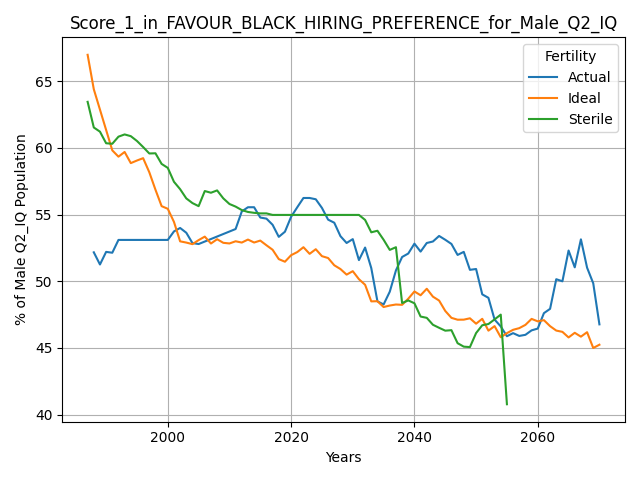 Score_1_in_FAVOUR_BLACK_HIRING_PREFERENCE_for_Male_Q2_IQ
Fertility
Actual
Ideal
Sterile
% of Male Q2_IQ Population
65
60
55
50
45
40
2000
2020
2040
2060
Years